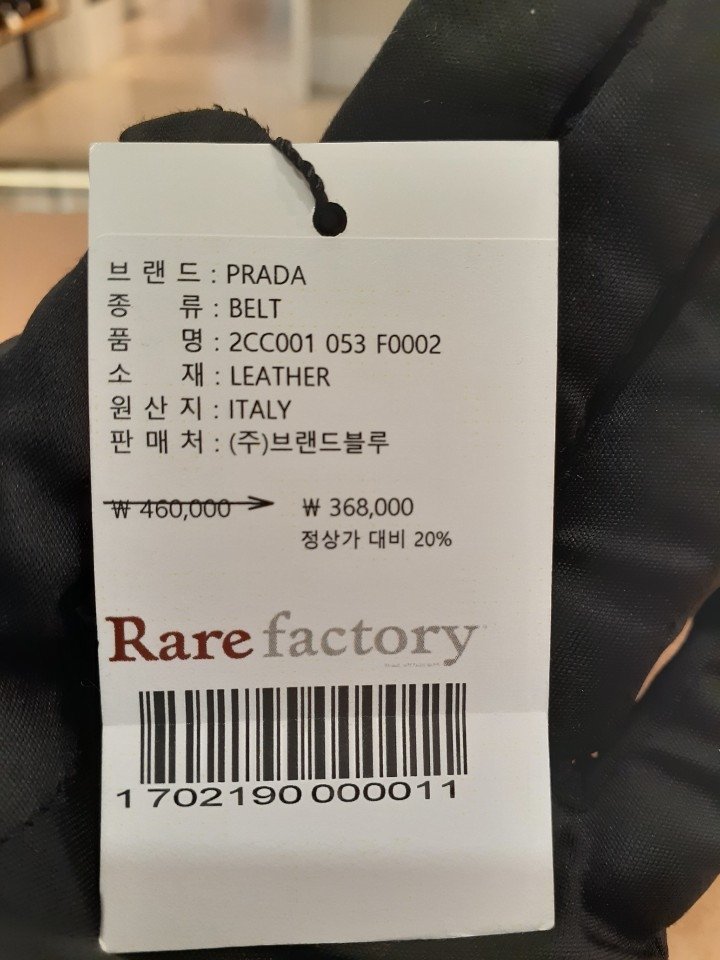 브 랜 드 : PRADA
종 류 : BELT
품 명 : 2CC001 053 F0002
소 재 : LEATHER
원 산 지 : ITALY
판 매 처 : (주)브랜드블루
₩ 460,000 ₩ 368,000
정상가 대비 20%
Rare factory
1 702190 000011